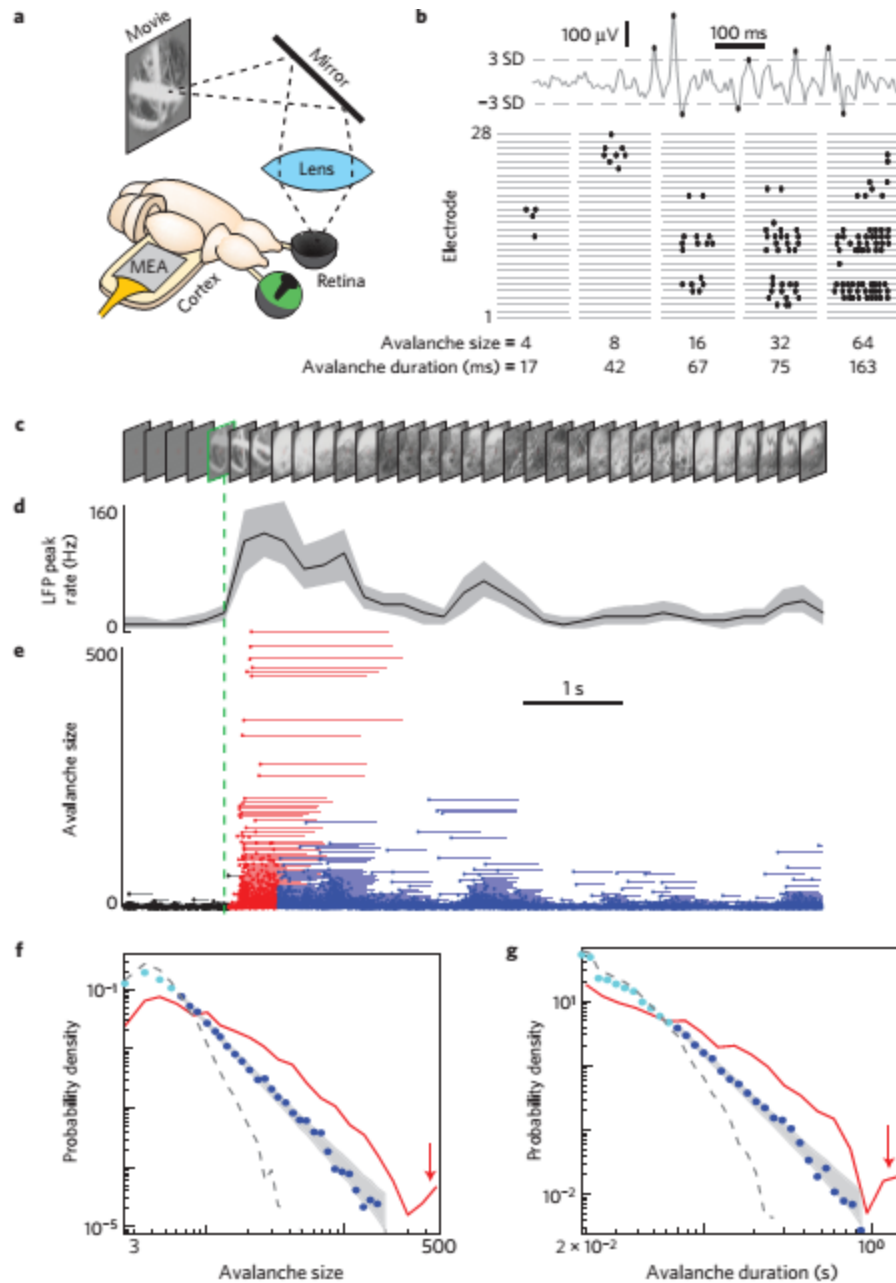 a
Movie
Mirror
Lens
MEA
Cortex
Retina
b
100 µV
100 ms
3 SD
−3 SD
28
Electrode
1
Avalanche size = 4 8 16 32 64
Avalanche duration (ms) = 17 42 67 75 163
c
d
160
LFP peak
rate (Hz)
0
e
500
1 s
Avalanche size
0
f
10⁻¹
Probability density
10⁻⁵
3 500
Avalanche size
g
10¹
Probability density
10⁻²
2 × 10⁻² 10⁰
Avalanche duration (s)